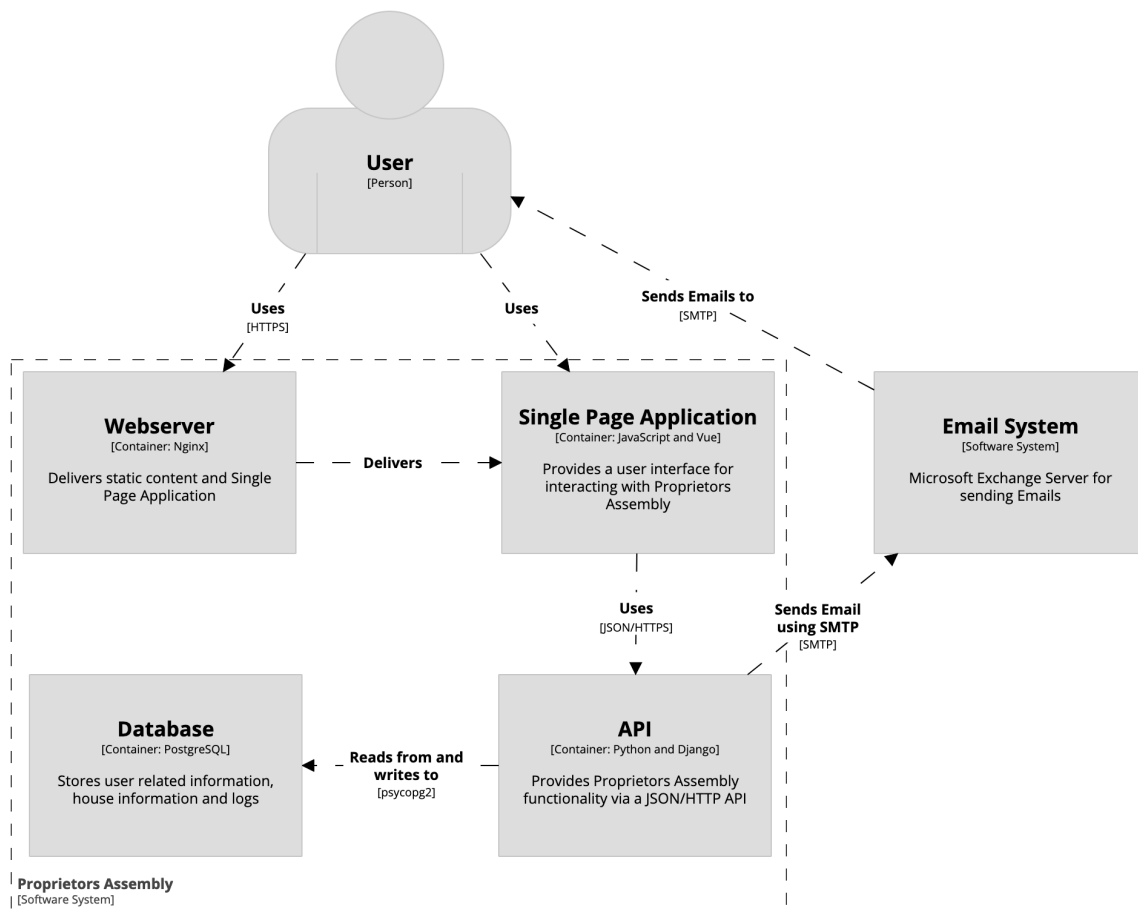 User
[Person]
Uses
[HTTPS]
Uses
Sends Emails to
[SMTP]
Webserver
[Container: Nginx]
Delivers static content and Single
Page Application
Delivers
Single Page Application
[Container: JavaScript and Vue]
Provides a user interface for
interacting with Proprietors
Assembly
Email System
[Software System]
Microsoft Exchange Server for
sending Emails
Uses
[JSON/HTTPS]
Sends Email
using SMTP
[SMTP]
Database
[Container: PostgreSQL]
Stores user related information,
house information and logs
Reads from and
writes to
[psycopg2]
API
[Container: Python and Django]
Provides Proprietors Assembly
functionality via a JSON/HTTP API
Proprietors Assembly
[Software System]